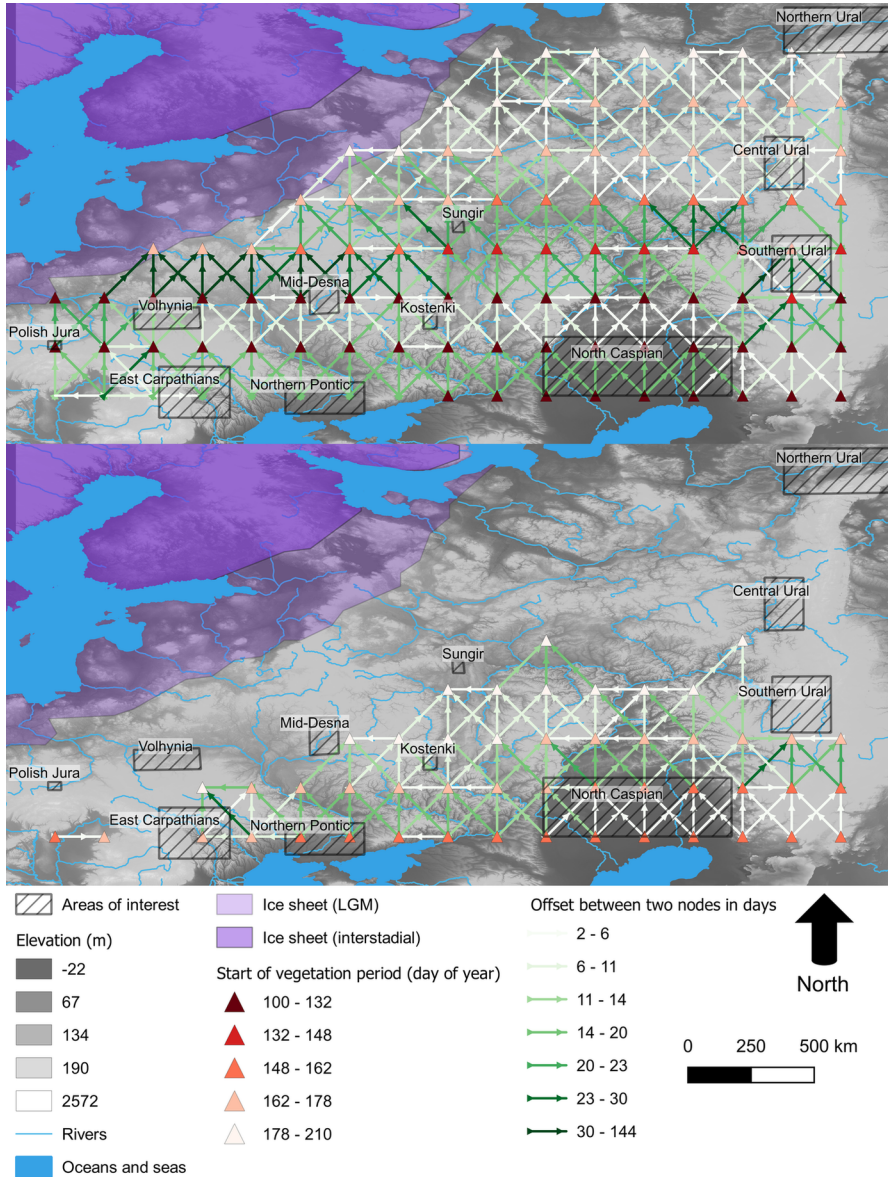 Northern Ural
Central Ural
Sungir
Southern Ural
Mid-Desna
Volhynia
Kostenki
Polish Jura
North Caspian
East Carpathians
Northern Pontic
Northern Ural
Central Ural
Sungir
Southern Ural
Mid-Desna
Volhynia
Kostenki
Polish Jura
North Caspian
East Carpathians
Northern Pontic
Areas of interest
Elevation (m)
-22
67
134
190
2572
Rivers
Oceans and seas
Ice sheet (LGM)
Ice sheet (interstadial)
Start of vegetation period (day of year)
100 - 132
132 - 148
148 - 162
162 - 178
178 - 210
Offset between two nodes in days
2 - 6
6 - 11
11 - 14
14 - 20
20 - 23
23 - 30
30 - 144
North
0 250 500 km